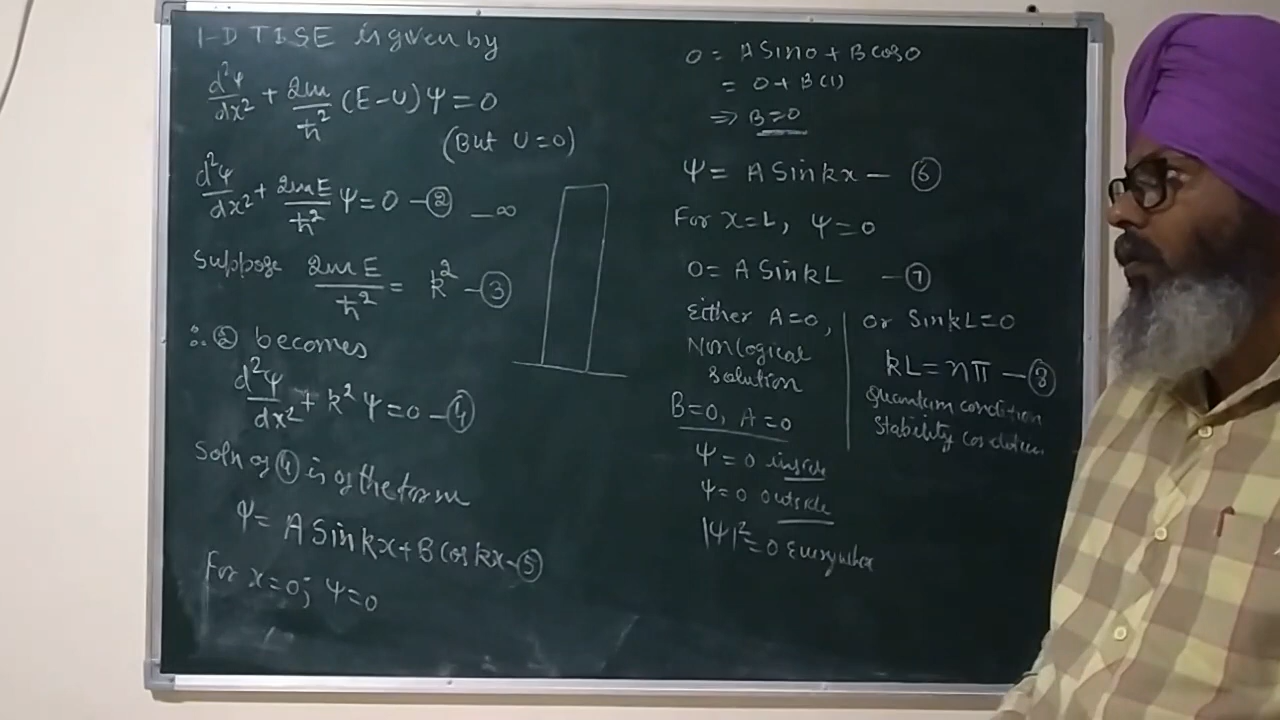 1-D TISE is given by
d²ψ/dx² + 2m/ħ² (E-U) ψ = 0
(But U=0)
d²ψ/dx² + 2mE/ħ² ψ = 0 - ②
-∞
Suppose 2mE/ħ² = k² - ③
∴ ② becomes
d²ψ/dx² + k² ψ = 0 - ④
Soln of ④ is of the form
ψ = A Sin kx + B Cos kx - ⑤
For x=0; ψ=0
0 = A Sin 0 + B cos 0
= 0 + B(1)
⇒ B=0
ψ = A Sin kx - ⑥
For x=L, ψ=0
0 = A Sin kL - ⑦
Either A=0,
Non logical
Solution
B=0, A=0
ψ=0 inside
ψ=0 outside
|ψ|²=0 Everywhere
Or Sin kL=0
kL = nπ - ⑧
Quantum condition
Stability condition